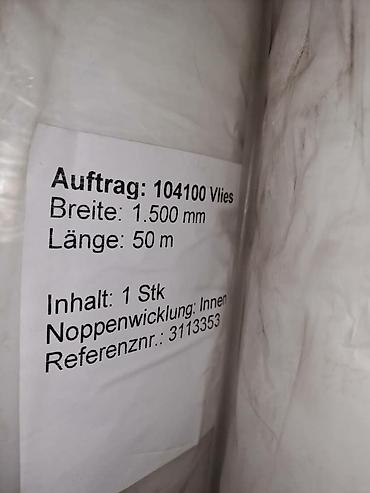 Auftrag: 104100 Vlies
Breite: 1.500 mm
Länge: 50 m
Inhalt: 1 Stk
Noppenwicklung: Innen
Referenznr.: 3113353